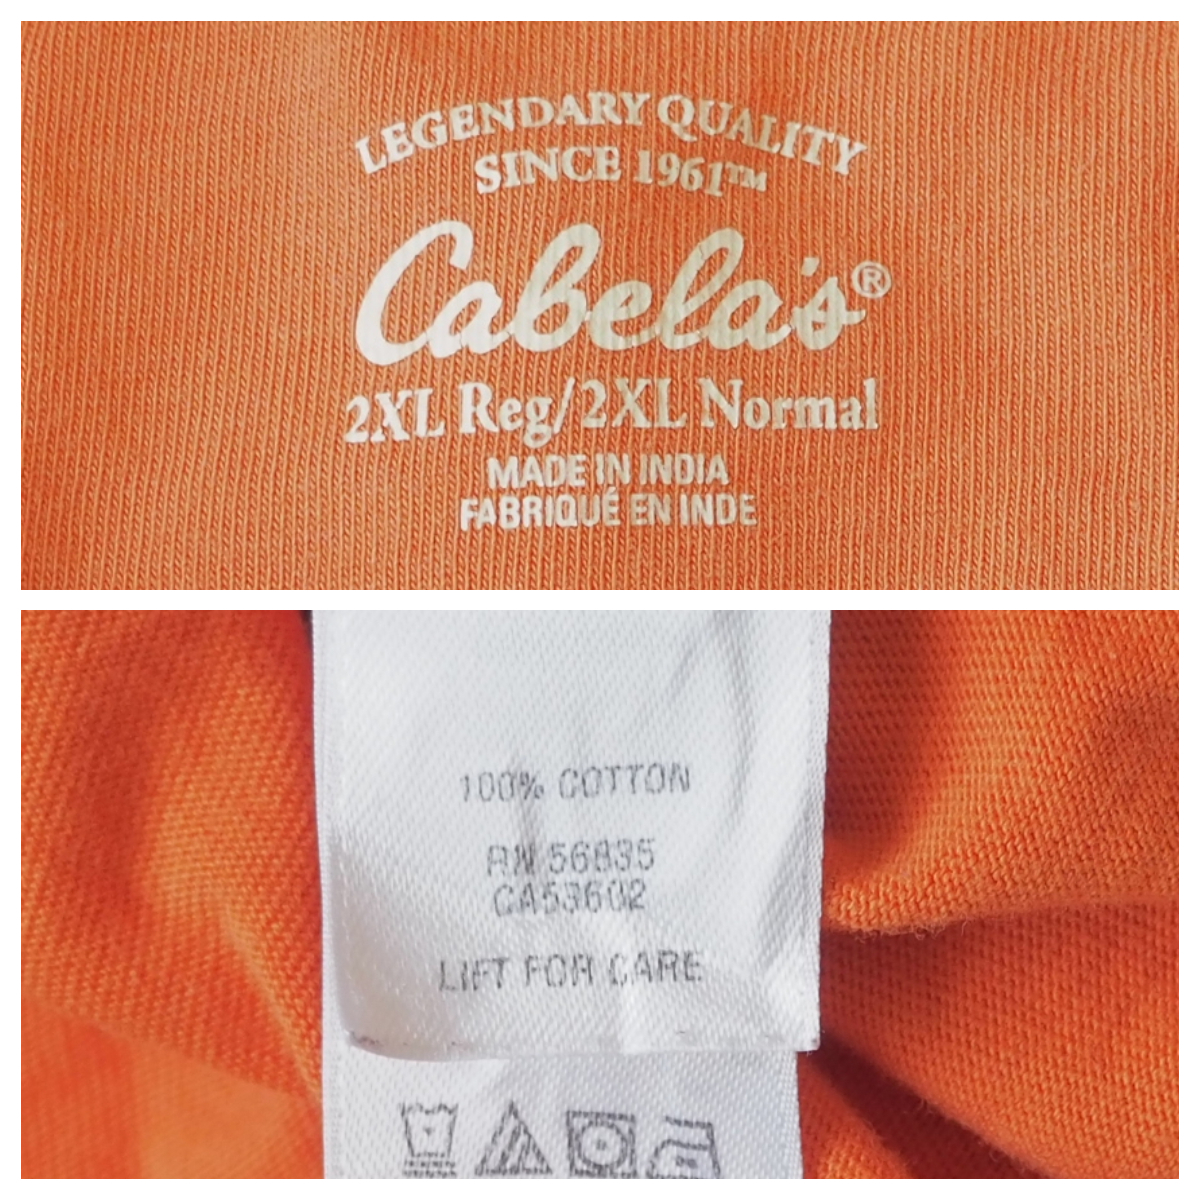 LEGENDARY QUALITY
SINCE 1961™
Cabela's®
2XL Reg/2XL Normal
MADE IN INDIA
FABRIQUÉ EN INDE
100% COTTON
RN 56835
CA53602
LIFT FOR CARE